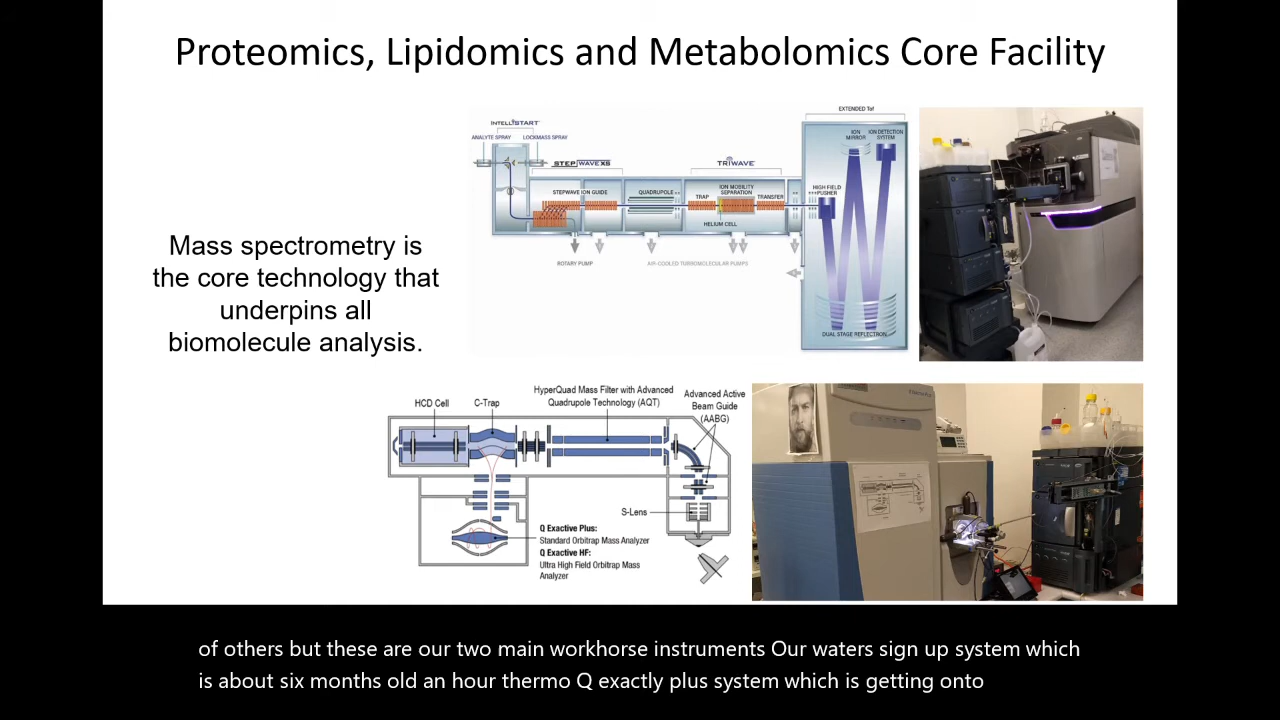 Proteomics, Lipidomics and Metabolomics Core Facility
Mass spectrometry is
the core technology that
underpins all
biomolecule analysis.
EXTENDED Tof
INTELLISTART
ANALYTE SPRAY
LOCKMASS SPRAY
STEPWAVE XS
TRIWAVE
ION MIRROR
ION DETECTION SYSTEM
STEPWAVE ION GUIDE
QUADRUPOLE
TRAP
ION MOBILITY SEPARATION
TRANSFER
HIGH FIELD PUSHER
HELIUM CELL
ROTARY PUMP
AIR-COOLED TURBOMOLECULAR PUMPS
DUAL STAGE REFLECTRON
HCD Cell
C-Trap
HyperQuad Mass Filter with Advanced
Quadrupole Technology (AQT)
Advanced Active
Beam Guide
(AABG)
S-Lens
Q Exactive Plus:
Standard Orbitrap Mass Analyzer
Q Exactive HF:
Ultra High Field Orbitrap Mass
Analyzer
of others but these are our two main workhorse instruments Our waters sign up system which
is about six months old an hour thermo Q exactly plus system which is getting onto